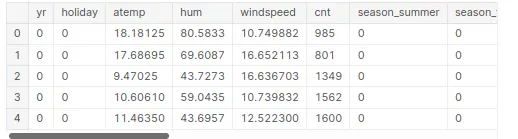 yr holiday atemp hum windspeed cnt season_summer season_
0 0 0 18.18125 80.5833 10.749882 985 0 0
1 0 0 17.68695 69.6087 16.652113 801 0 0
2 0 0 9.47025 43.7273 16.636703 1349 0 0
3 0 0 10.60610 59.0435 10.739832 1562 0 0
4 0 0 11.46350 43.6957 12.522300 1600 0 0